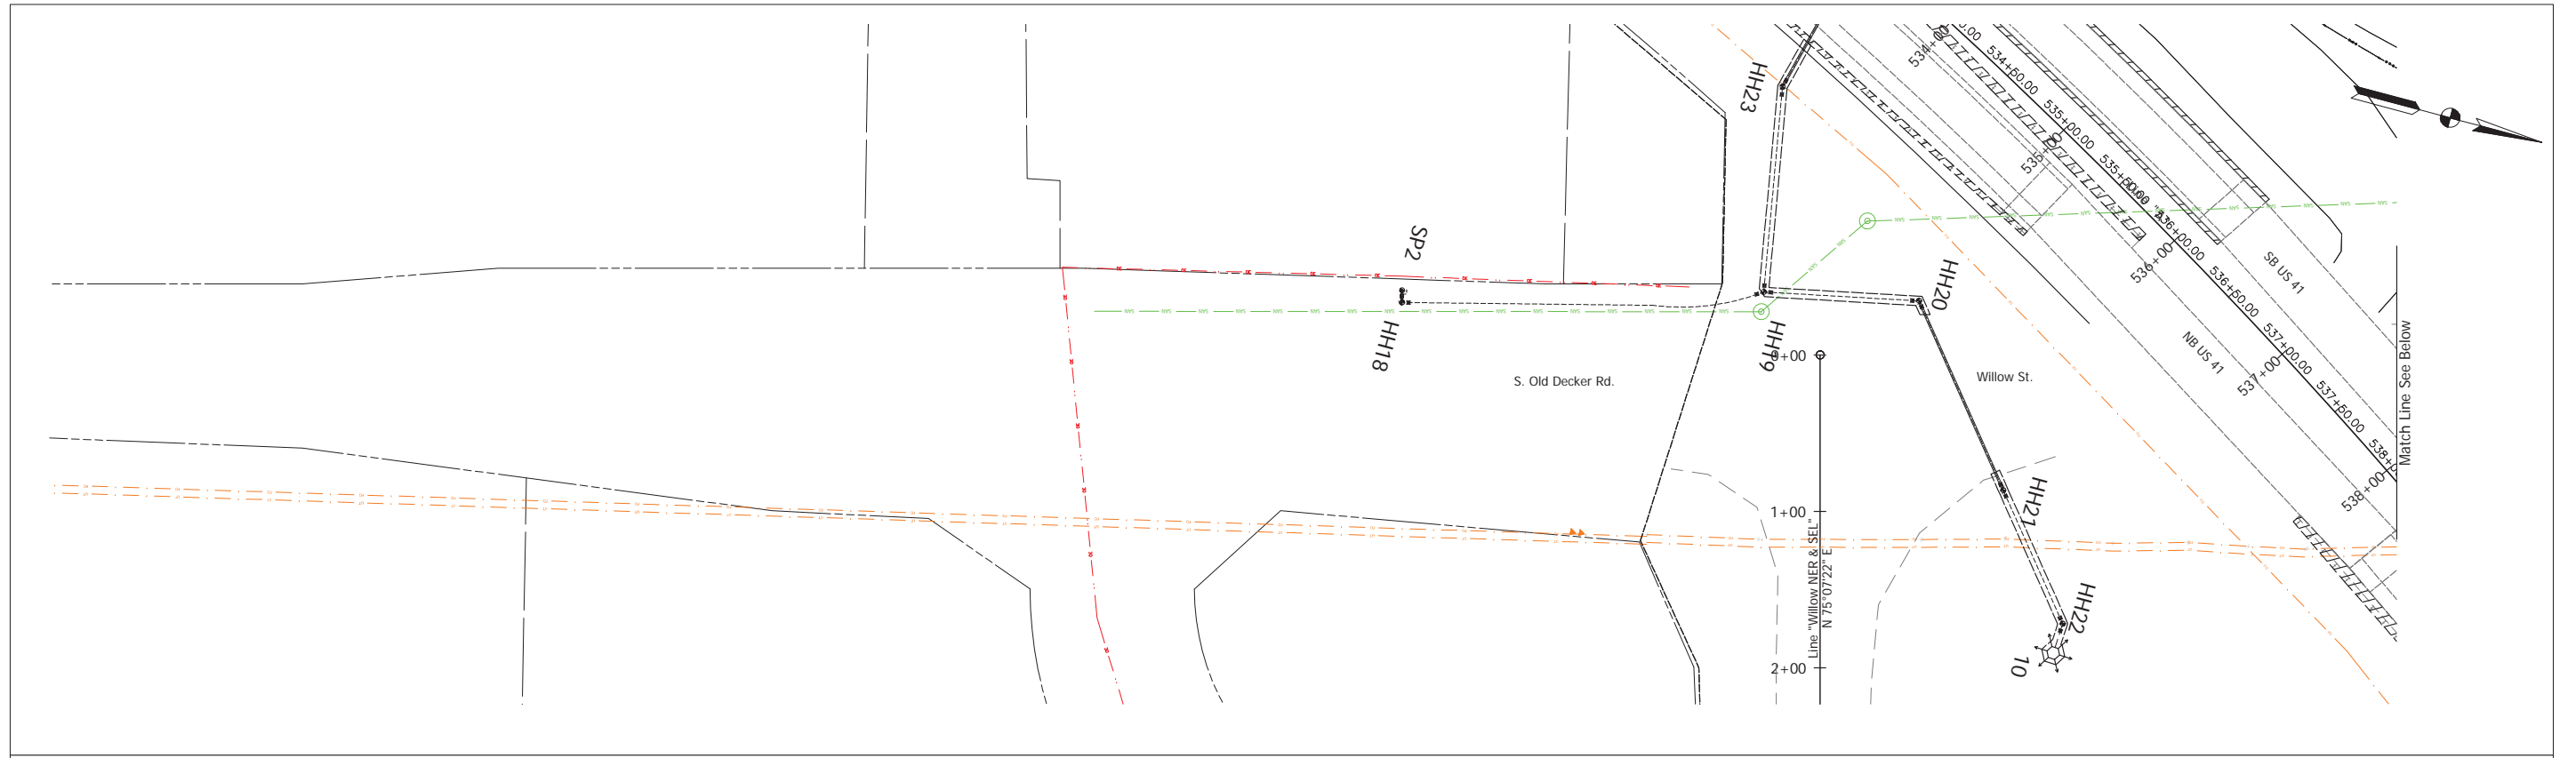 534+00
534+50.00
535+00.00
535+00
535+50.00
536+00.00
536+00
536+50.00
537+00.00
537+00
537+50.00
538+00
SB US 41
NB US 41
HH23
SP2
HH18
HH19
HH20
HH21
HH22
10
0+00
1+00
2+00
S. Old Decker Rd.
Willow St.
Line "Willow NER & SEL"
N 75°07'22" E
Match Line See Below
SAN